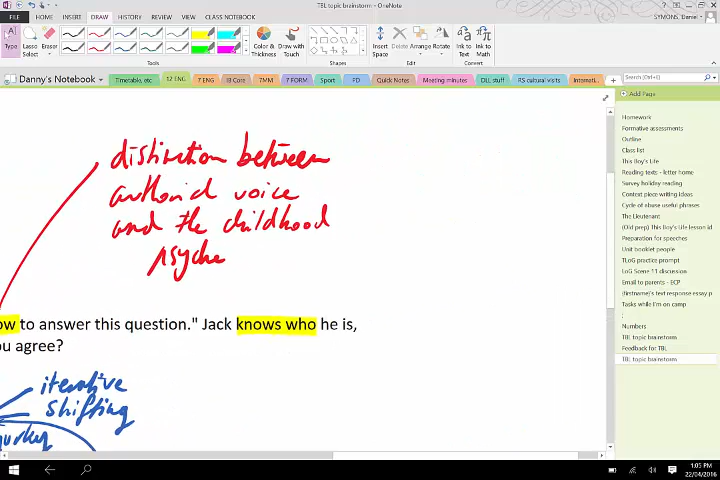 TBL topic brainstorm - OneNote
SYMONS, Daniel
FILE HOME INSERT DRAW HISTORY REVIEW VIEW CLASS NOTEBOOK
Type Lasso Select Eraser Color & Thickness Draw with Touch Insert Space Delete Arrange Rotate Ink to Text Ink to Math
Tools Shapes Edit Convert
Danny's Notebook Timetable, etc 12 ENG 7 ENG IB Core 7MM 7 FORM Sport PD Quick Notes Meeting minutes DLL stuff RS cultural visits Internati... Search (Ctrl+E)
Add Page
distinction between
authorial voice
and the childhood
psyche
ow to answer this question." Jack knows who he is,
ou agree?
iterative
shifting
Homework
Formative assessments
Outline
Class list
This Boy's Life
Reading texts - letter home
Survey holiday reading
Context piece writing ideas
Cycle of abuse useful phrases
The Lieutenant
(Old prep) This Boy's Life lesson id
Preparation for speeches
Unit booklet people
TLoG practice prompt
LoG Scene 11 discussion
Email to parents - ECP
(firstname)'s text response essay p
Tasks while I'm on camp
:
Numbers
TBL topic brainstorm
Feedback for TBL
TBL topic brainstorm
1:05 PM
22/04/2016